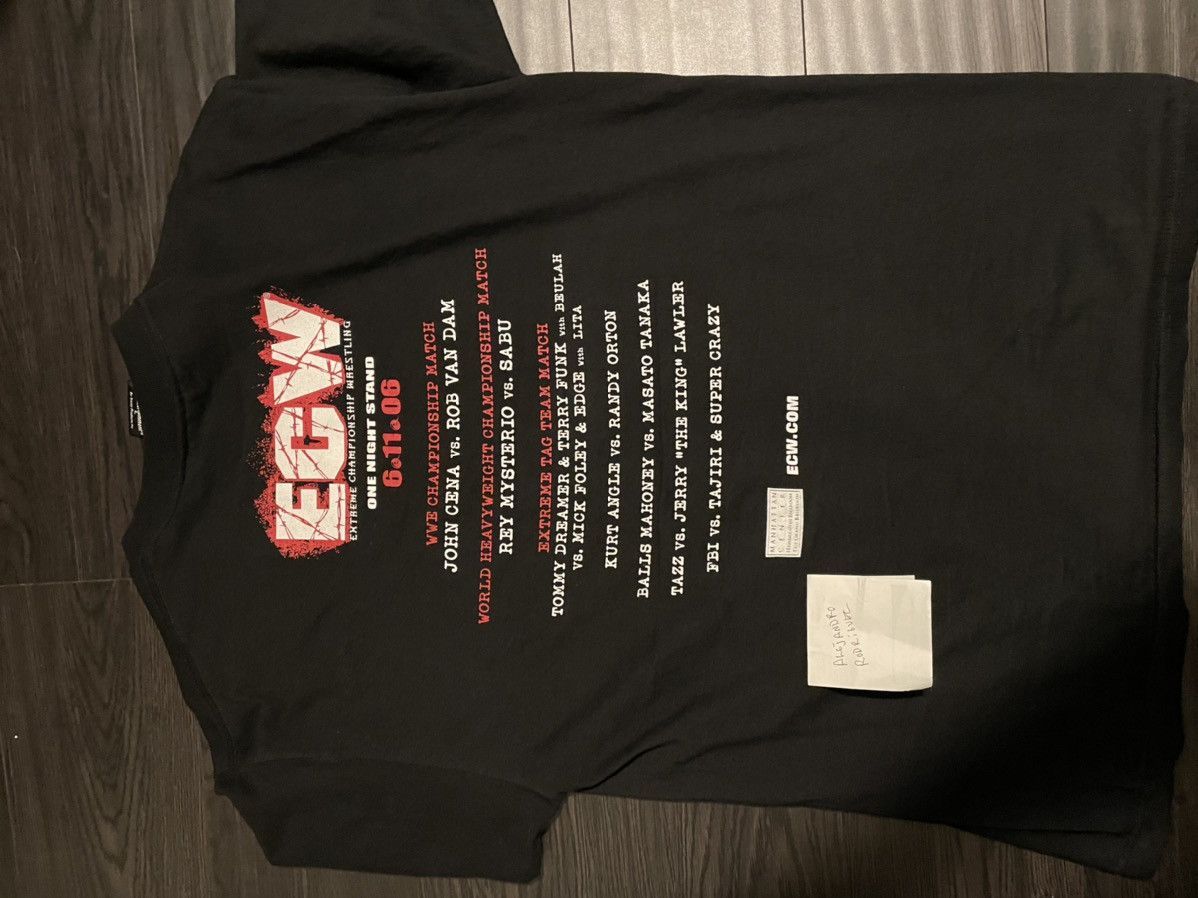 ECW
EXTREME CHAMPIONSHIP WRESTLING
ONE NIGHT STAND
6.11.06
WWE CHAMPIONSHIP MATCH
JOHN CENA vs. ROB VAN DAM
WORLD HEAVYWEIGHT CHAMPIONSHIP MATCH
REY MYSTERIO vs. SABU
EXTREME TAG TEAM MATCH
TOMMY DREAMER & TERRY FUNK with BEULAH
vs. MICK FOLEY & EDGE with LITA
KURT ANGLE vs. RANDY ORTON
BALLS MAHONEY vs. MASATO TANAKA
TAZZ vs. JERRY "THE KING" LAWLER
FBI vs. TAJIRI & SUPER CRAZY
MANHATTAN
CENTER
ECW.COM
ALEJANDRO
RODRIGUEZ